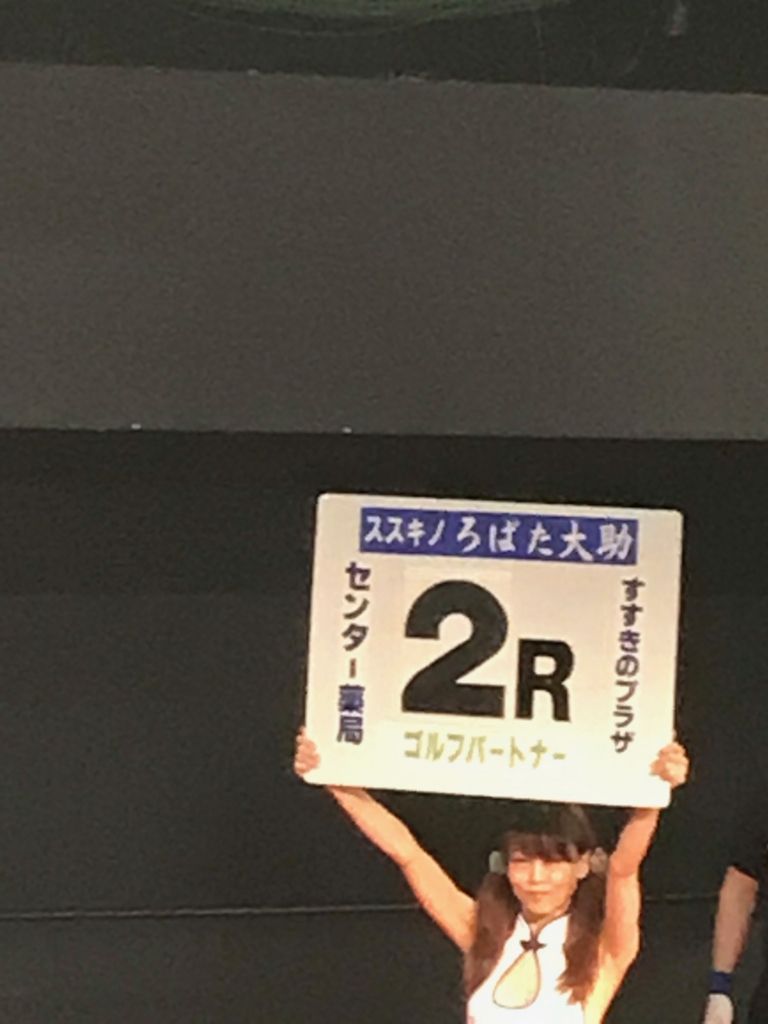 ススキノ ろばた大助
センター薬局
2R
すすきのプラザ
ゴルフパートナー